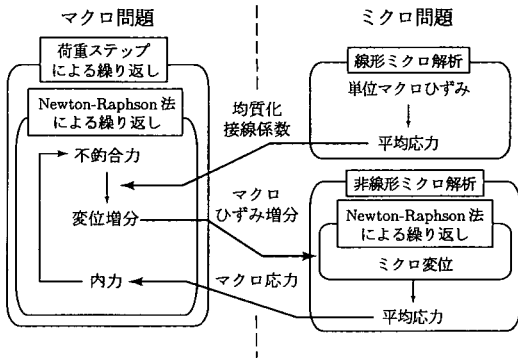 マクロ問題
荷重ステップ
による繰り返し
Newton-Raphson 法
による繰り返し
不釣合力
変位増分
内力
均質化
接線係数
マクロ
ひずみ増分
マクロ応力
ミクロ問題
線形ミクロ解析
単位マクロひずみ
平均応力
非線形ミクロ解析
Newton-Raphson 法
による繰り返し
ミクロ変位
平均応力